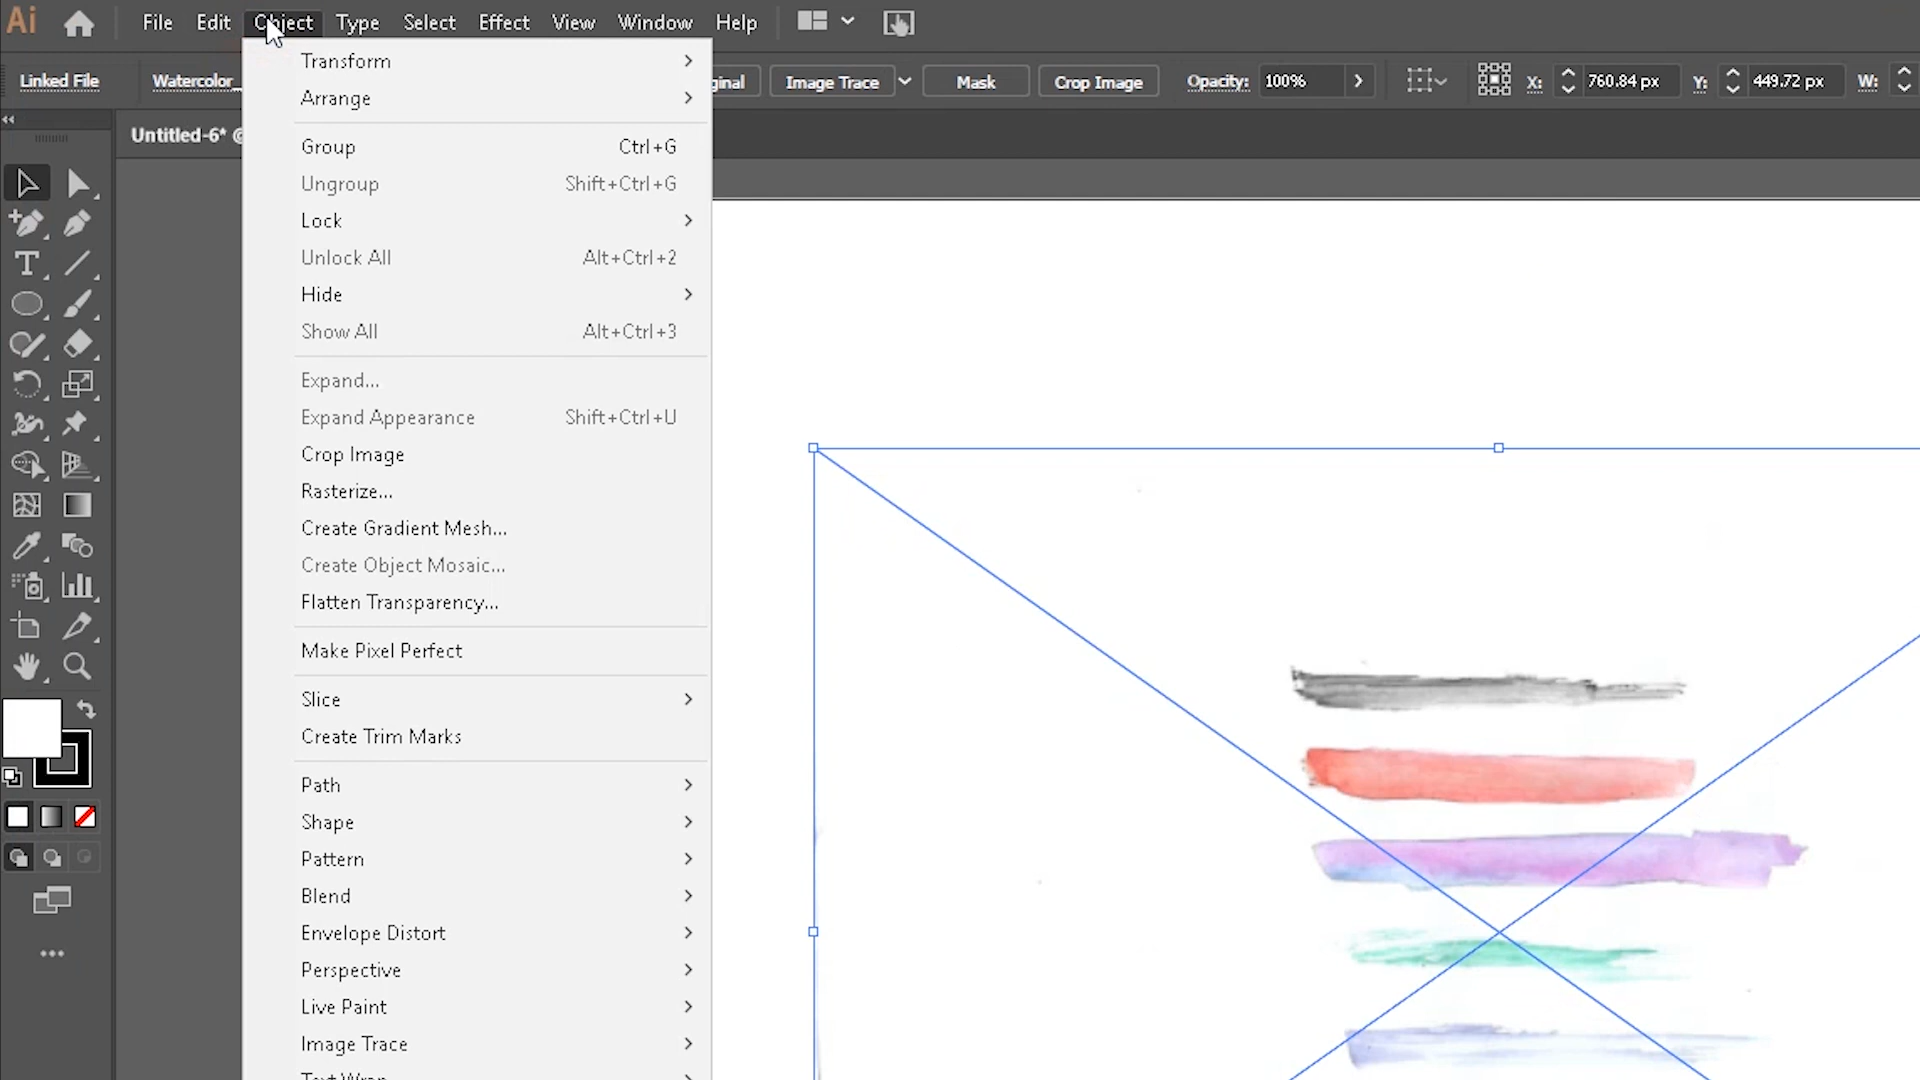 Ai File Edit Object Type Select Effect View Window Help
Linked File Watercolor_ ginal Image Trace Mask Crop Image Opacity: 100% X: 760.84 px Y: 449.72 px W:
Untitled-6* @
Transform
Arrange
Group Ctrl+G
Ungroup Shift+Ctrl+G
Lock
Unlock All Alt+Ctrl+2
Hide
Show All Alt+Ctrl+3
Expand...
Expand Appearance Shift+Ctrl+U
Crop Image
Rasterize...
Create Gradient Mesh...
Create Object Mosaic...
Flatten Transparency...
Make Pixel Perfect
Slice
Create Trim Marks
Path
Shape
Pattern
Blend
Envelope Distort
Perspective
Live Paint
Image Trace
Text Wrap